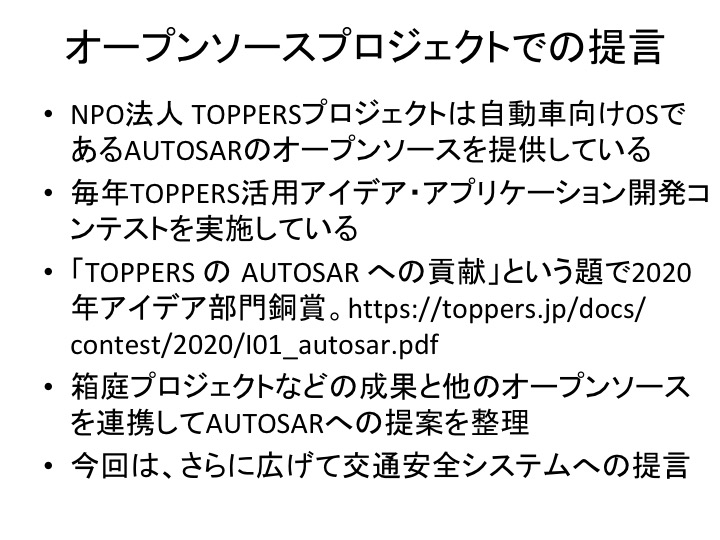 オープンソースプロジェクトでの提言
• NPO法人 TOPPERSプロジェクトは自動車向けOSで
あるAUTOSARのオープンソースを提供している
• 毎年TOPPERS活用アイデア・アプリケーション開発コ
ンテストを実施している
• 「TOPPERS の AUTOSAR への貢献」という題で2020
年アイデア部門銅賞。https://toppers.jp/docs/
contest/2020/I01_autosar.pdf
• 箱庭プロジェクトなどの成果と他のオープンソース
を連携してAUTOSARへの提案を整理
• 今回は、さらに広げて交通安全システムへの提言